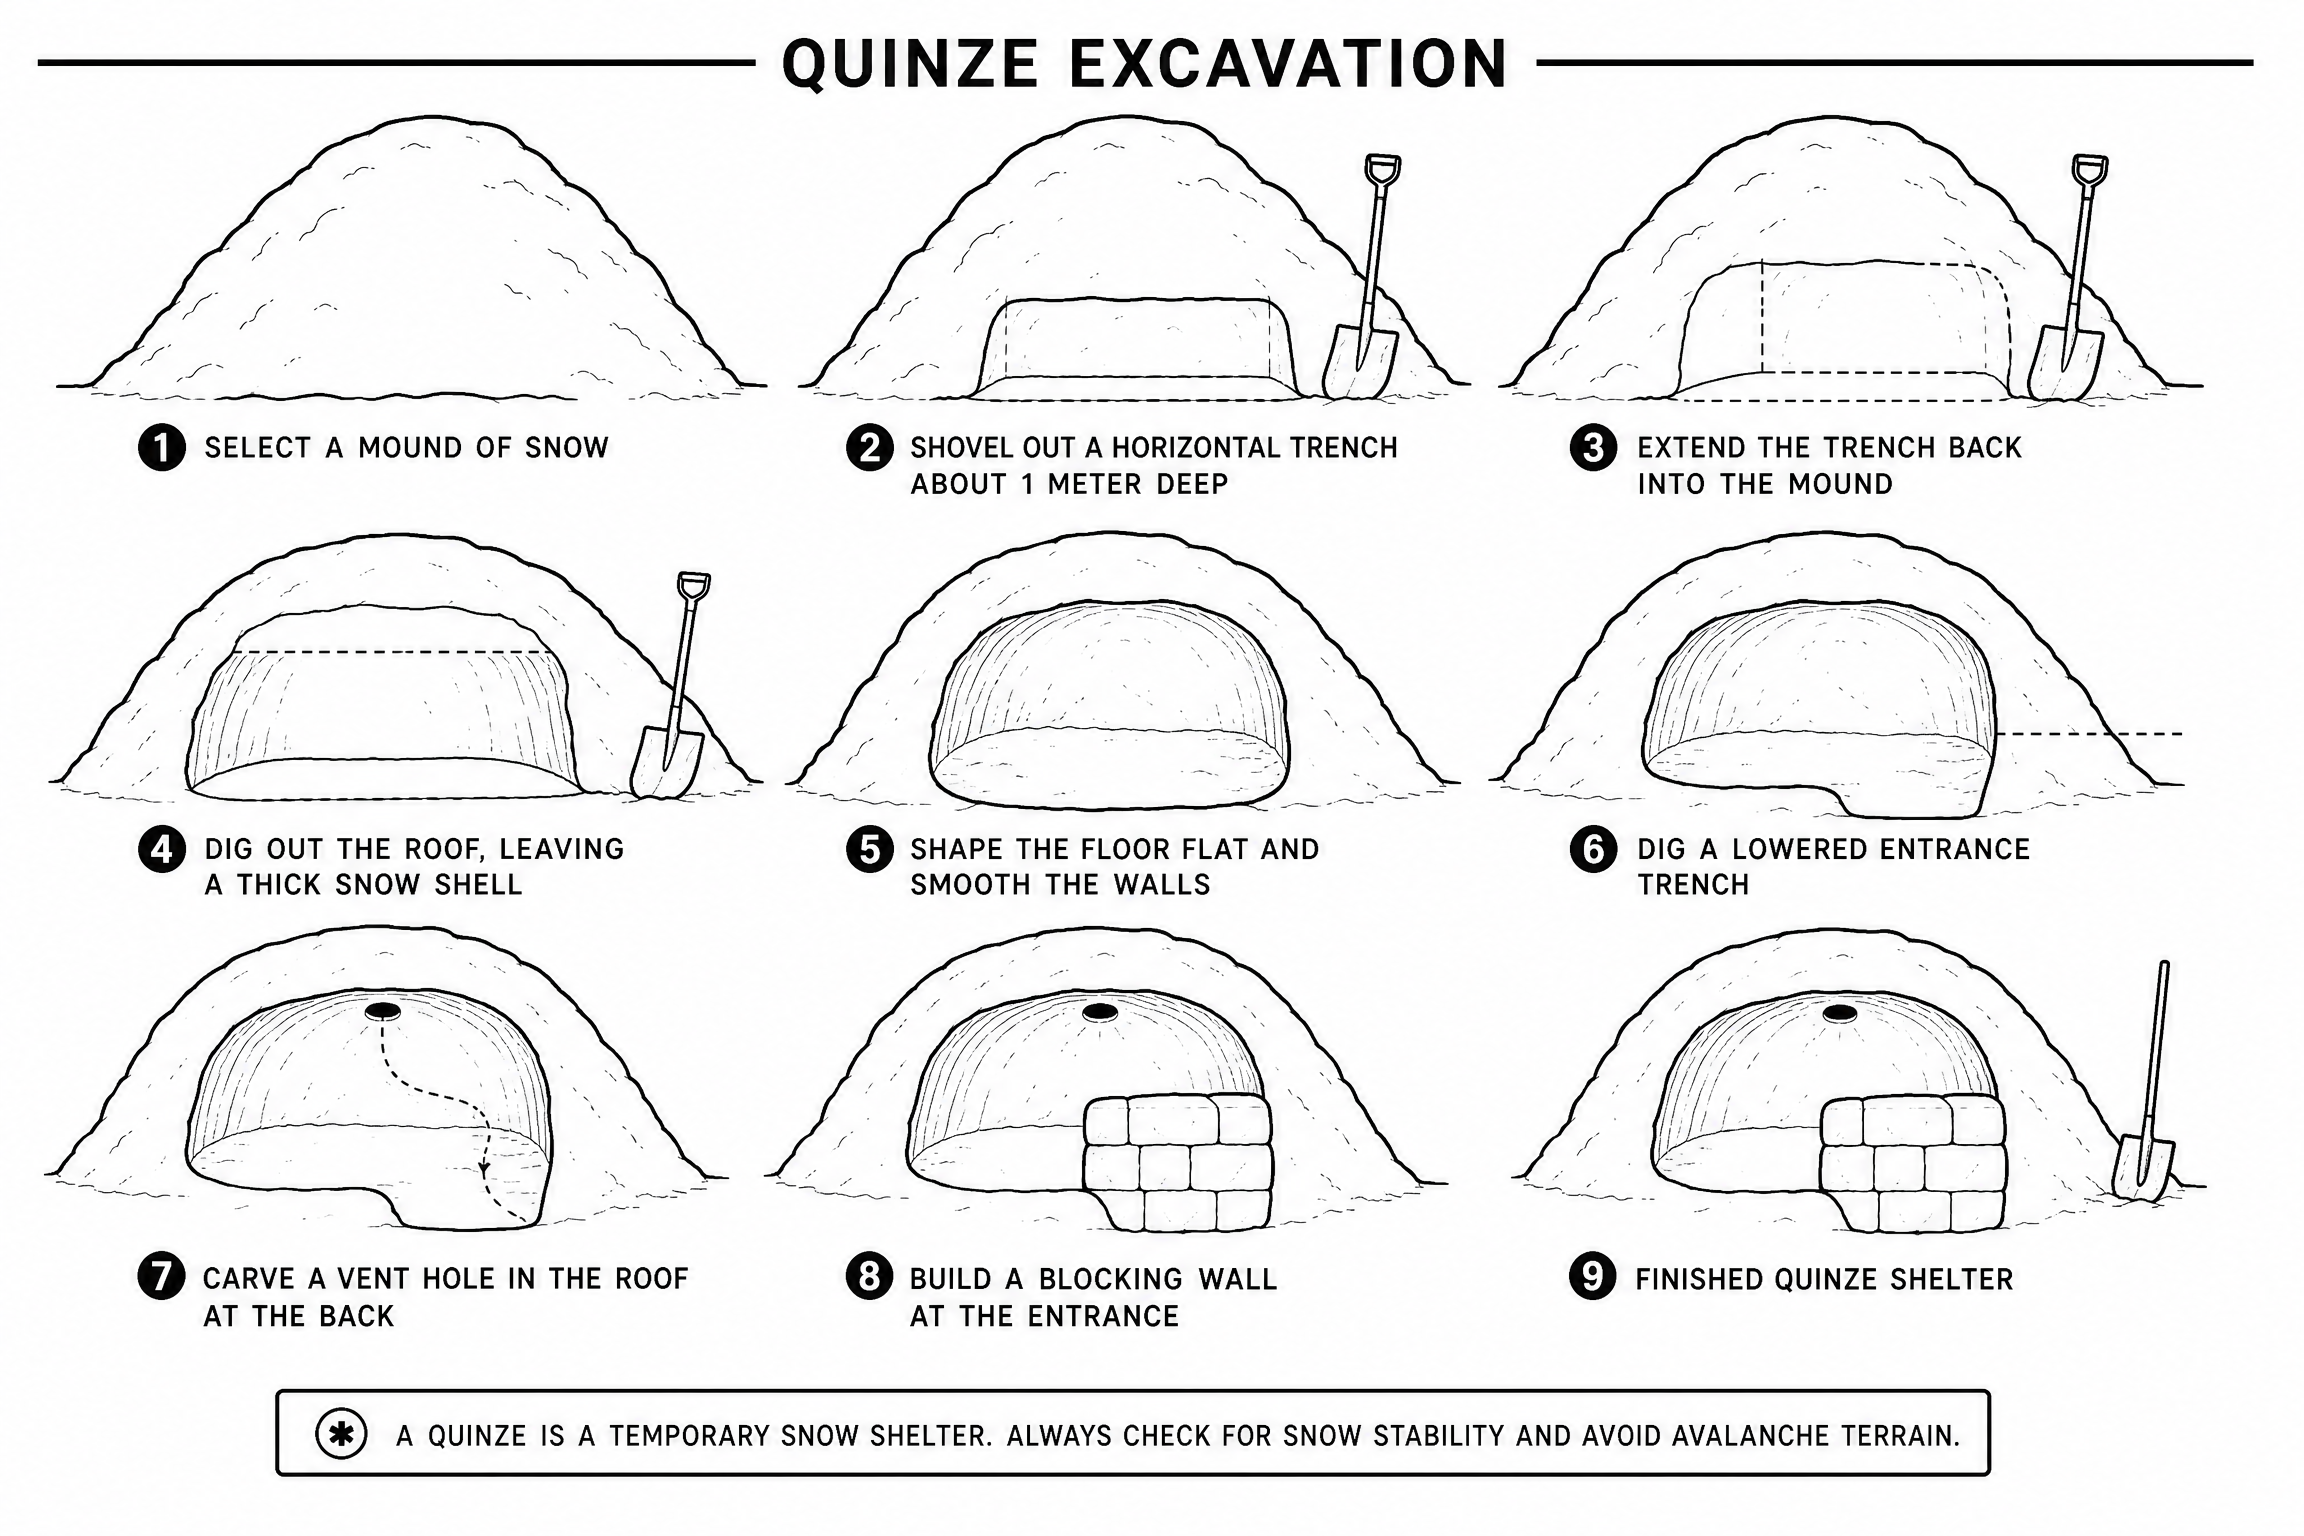 QUINZE EXCAVATION
1 SELECT A MOUND OF SNOW
2 SHOVEL OUT A HORIZONTAL TRENCH
ABOUT 1 METER DEEP
3 EXTEND THE TRENCH BACK
INTO THE MOUND
4 DIG OUT THE ROOF, LEAVING
A THICK SNOW SHELL
5 SHAPE THE FLOOR FLAT AND
SMOOTH THE WALLS
6 DIG A LOWERED ENTRANCE
TRENCH
7 CARVE A VENT HOLE IN THE ROOF
AT THE BACK
8 BUILD A BLOCKING WALL
AT THE ENTRANCE
9 FINISHED QUINZE SHELTER
* A QUINZE IS A TEMPORARY SNOW SHELTER. ALWAYS CHECK FOR SNOW STABILITY AND AVOID AVALANCHE TERRAIN.